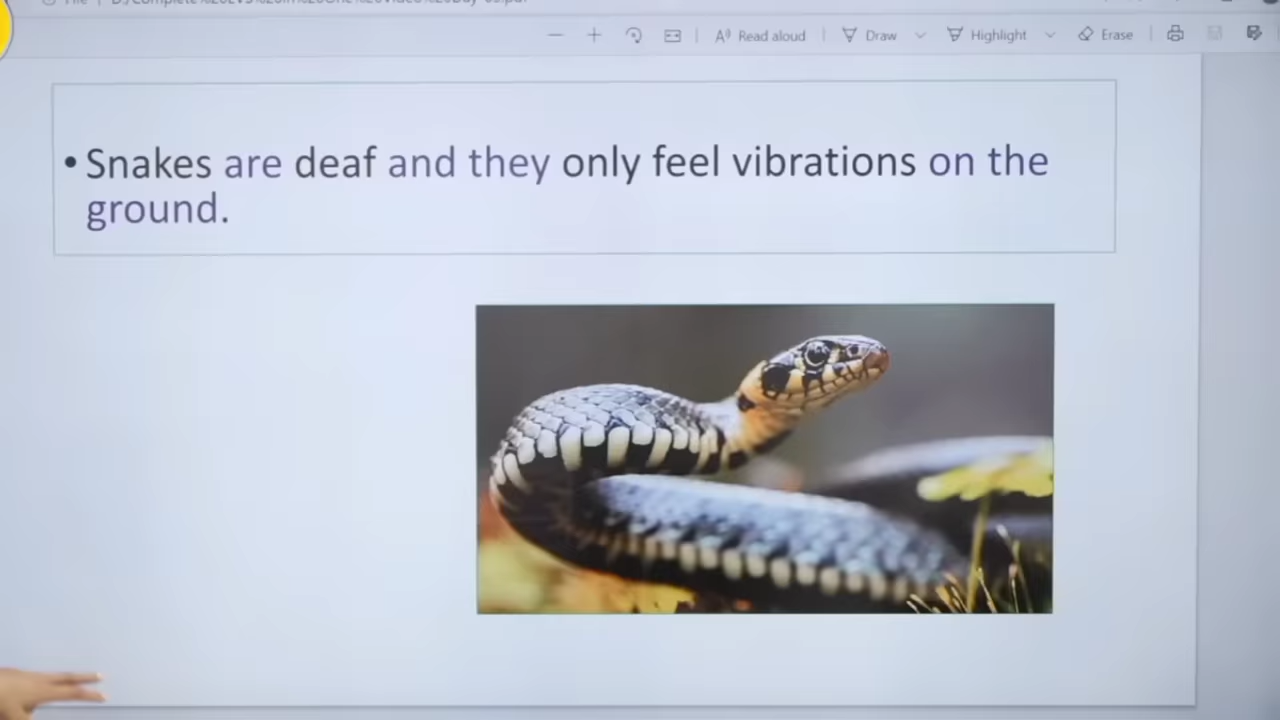 Read aloud
Draw
Highlight
Erase
• Snakes are deaf and they only feel vibrations on the
ground.